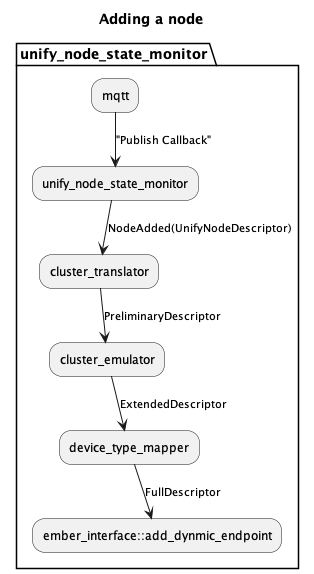 Adding a node
unify_node_state_monitor
mqtt
"Publish Callback"
unify_node_state_monitor
NodeAdded(UnifyNodeDescriptor)
cluster_translator
PreliminaryDescriptor
cluster_emulator
ExtendedDescriptor
device_type_mapper
FullDescriptor
ember_interface::add_dynmic_endpoint